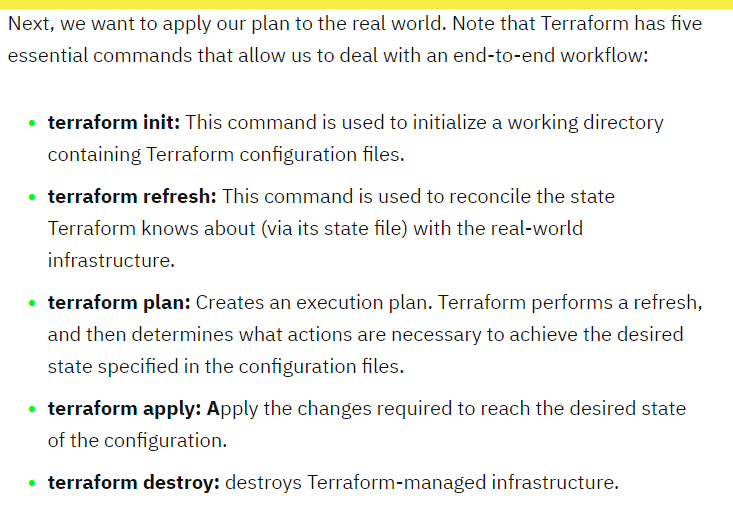 Next, we want to apply our plan to the real world. Note that Terraform has five
essential commands that allow us to deal with an end-to-end workflow:
• terraform init: This command is used to initialize a working directory
containing Terraform configuration files.
• terraform refresh: This command is used to reconcile the state
Terraform knows about (via its state file) with the real-world
infrastructure.
• terraform plan: Creates an execution plan. Terraform performs a refresh,
and then determines what actions are necessary to achieve the desired
state specified in the configuration files.
• terraform apply: Apply the changes required to reach the desired state
of the configuration.
• terraform destroy: destroys Terraform-managed infrastructure.